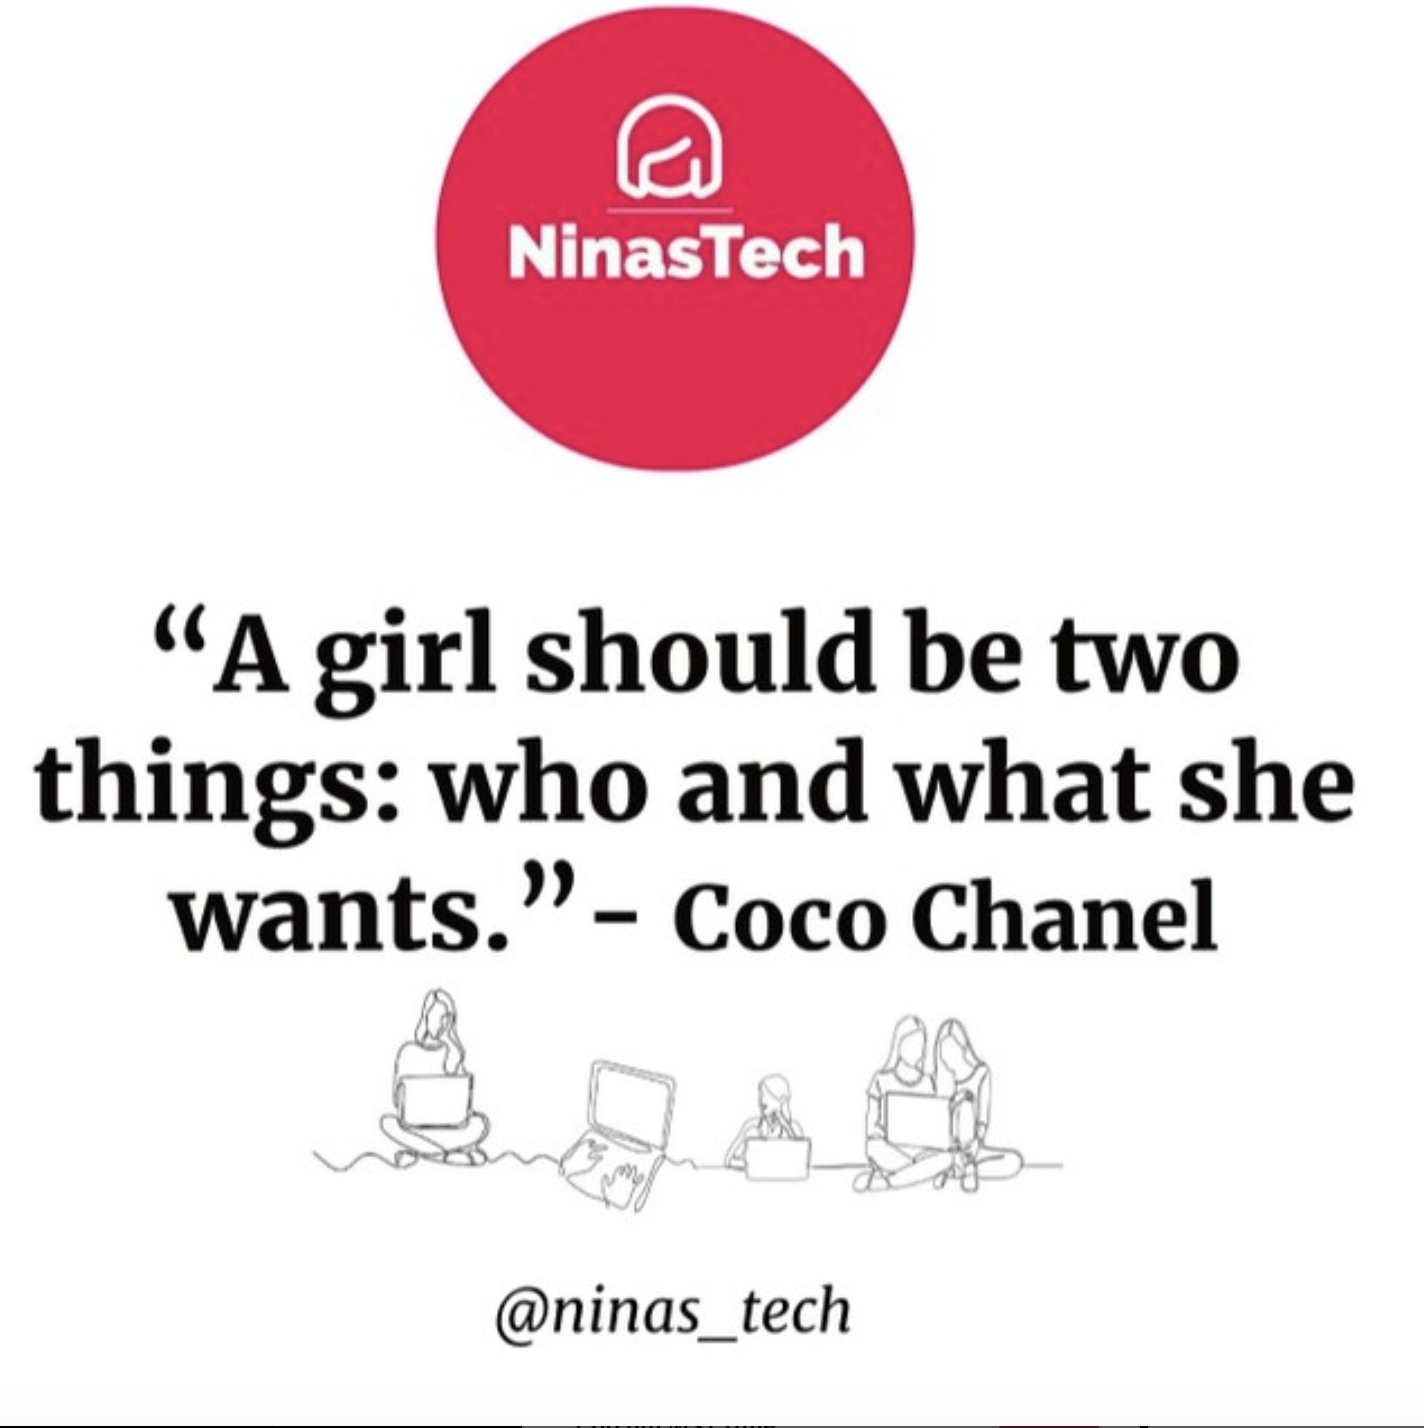 NinasTech
“A girl should be two
things: who and what she
wants.”- Coco Chanel
@ninas_tech